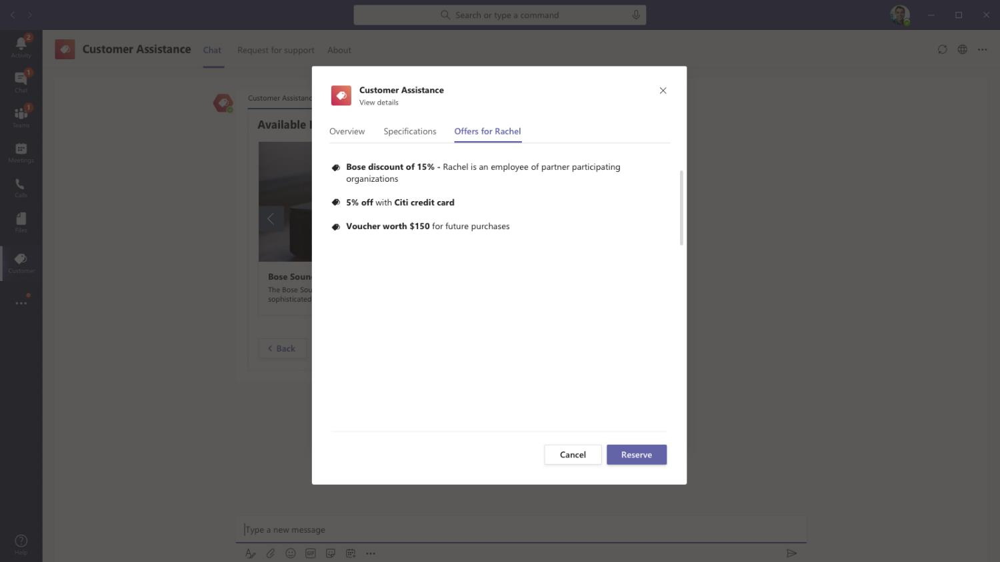 Search or type a command
2
Activity
1
Chat
1
Teams
Meetings
Calls
Files
Customer
Help
Customer Assistance
Chat
Request for support
About
Customer Assistance
View details
Overview
Specifications
Offers for Rachel
Bose discount of 15% - Rachel is an employee of partner participating
organizations
5% off with Citi credit card
Voucher worth $150 for future purchases
Cancel
Reserve
Customer
Available
Bose
The Bose
sophisticated
Back
Type a new message
GIF